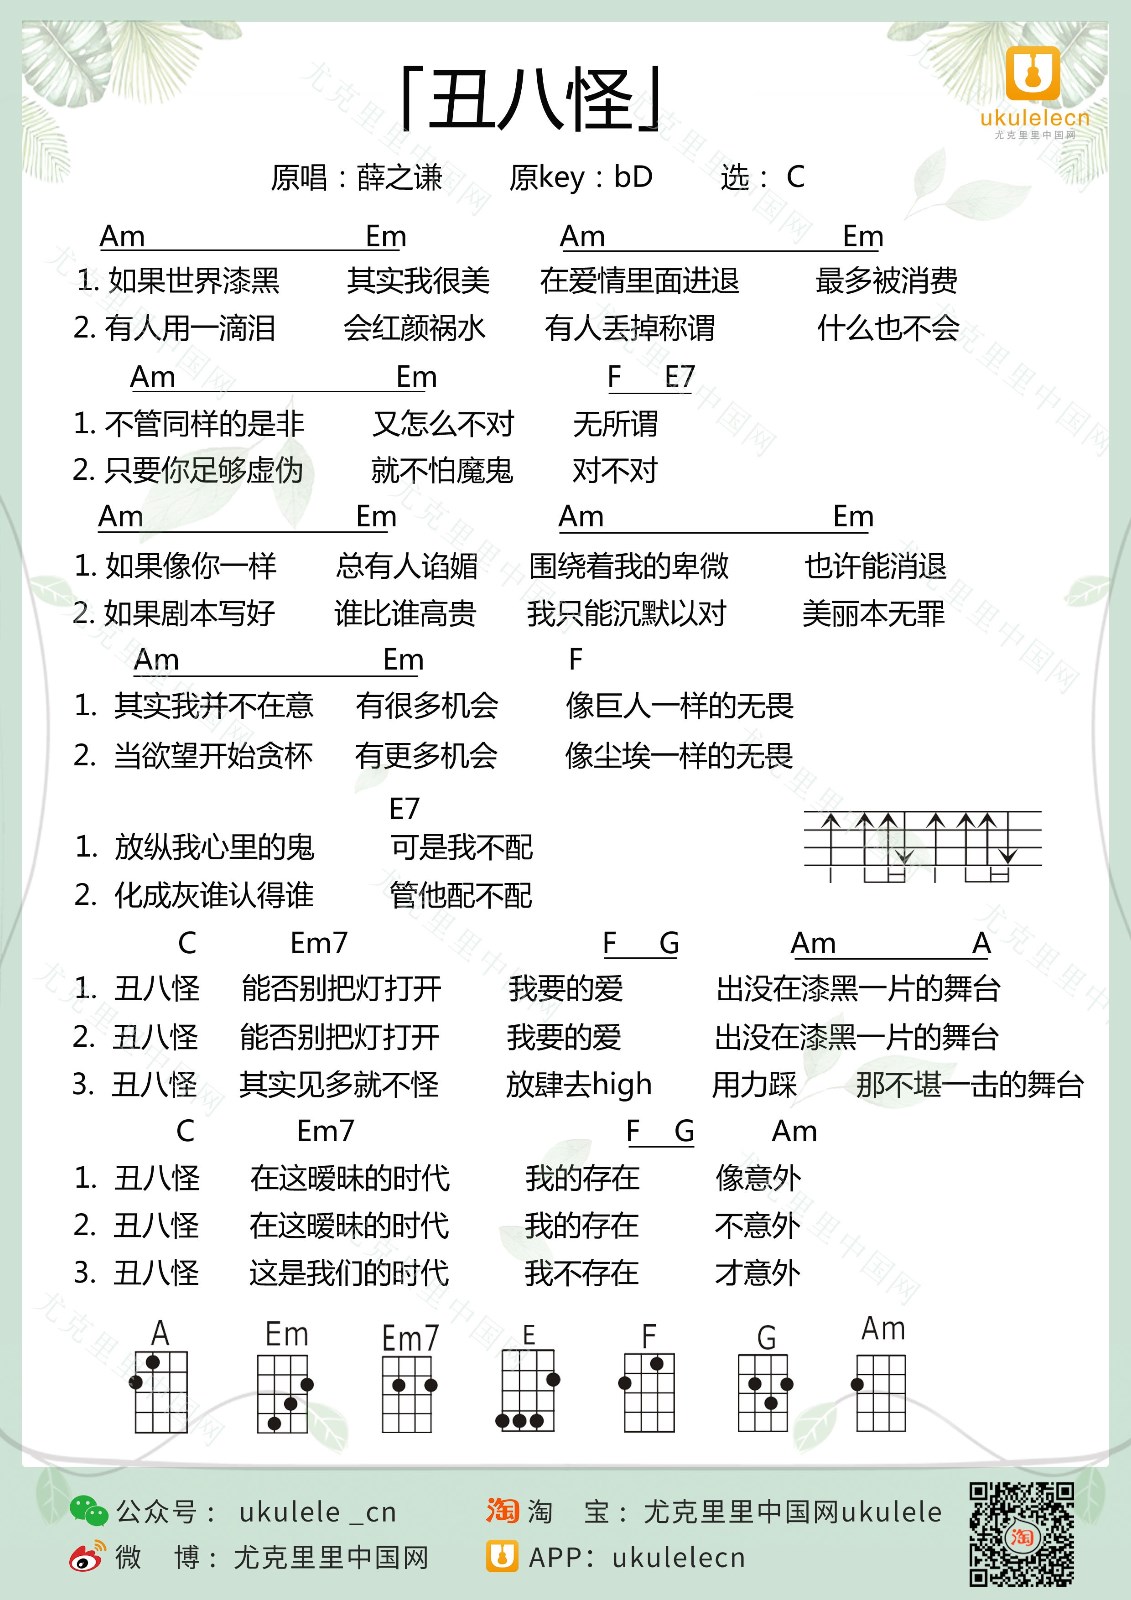 「丑八怪」
ukulelecn
尤克里里中国网
原唱：薛之谦 原key：bD 选： C
Am Em Am Em
1. 如果世界漆黑 其实我很美 在爱情里面进退 最多被消费
2. 有人用一滴泪 会红颜祸水 有人丢掉称谓 什么也不会
Am Em F E7
1. 不管同样的是非 又怎么不对 无所谓
2. 只要你足够虚伪 就不怕魔鬼 对不对
Am Em Am Em
1. 如果像你一样 总有人谄媚 围绕着我的卑微 也许能消退
2. 如果剧本写好 谁比谁高贵 我只能沉默以对 美丽本无罪
Am Em F
1. 其实我并不在意 有很多机会 像巨人一样的无畏
2. 当欲望开始贪杯 有更多机会 像尘埃一样的无畏
E7
1. 放纵我心里的鬼 可是我不配
2. 化成灰谁认得谁 管他配不配
C Em7 F G Am A
1. 丑八怪 能否别把灯打开 我要的爱 出没在漆黑一片的舞台
2. 丑八怪 能否别把灯打开 我要的爱 出没在漆黑一片的舞台
3. 丑八怪 其实见多就不怪 放肆去high 用力踩 那不堪一击的舞台
C Em7 F G Am
1. 丑八怪 在这暧昧的时代 我的存在 像意外
2. 丑八怪 在这暧昧的时代 我的存在 不意外
3. 丑八怪 这是我们的时代 我不存在 才意外
A Em Em7 E F G Am
公众号： ukulele _cn 淘 淘 宝：尤克里里中国网ukulele
微 博：尤克里里中国网 APP：ukulelecn
淘